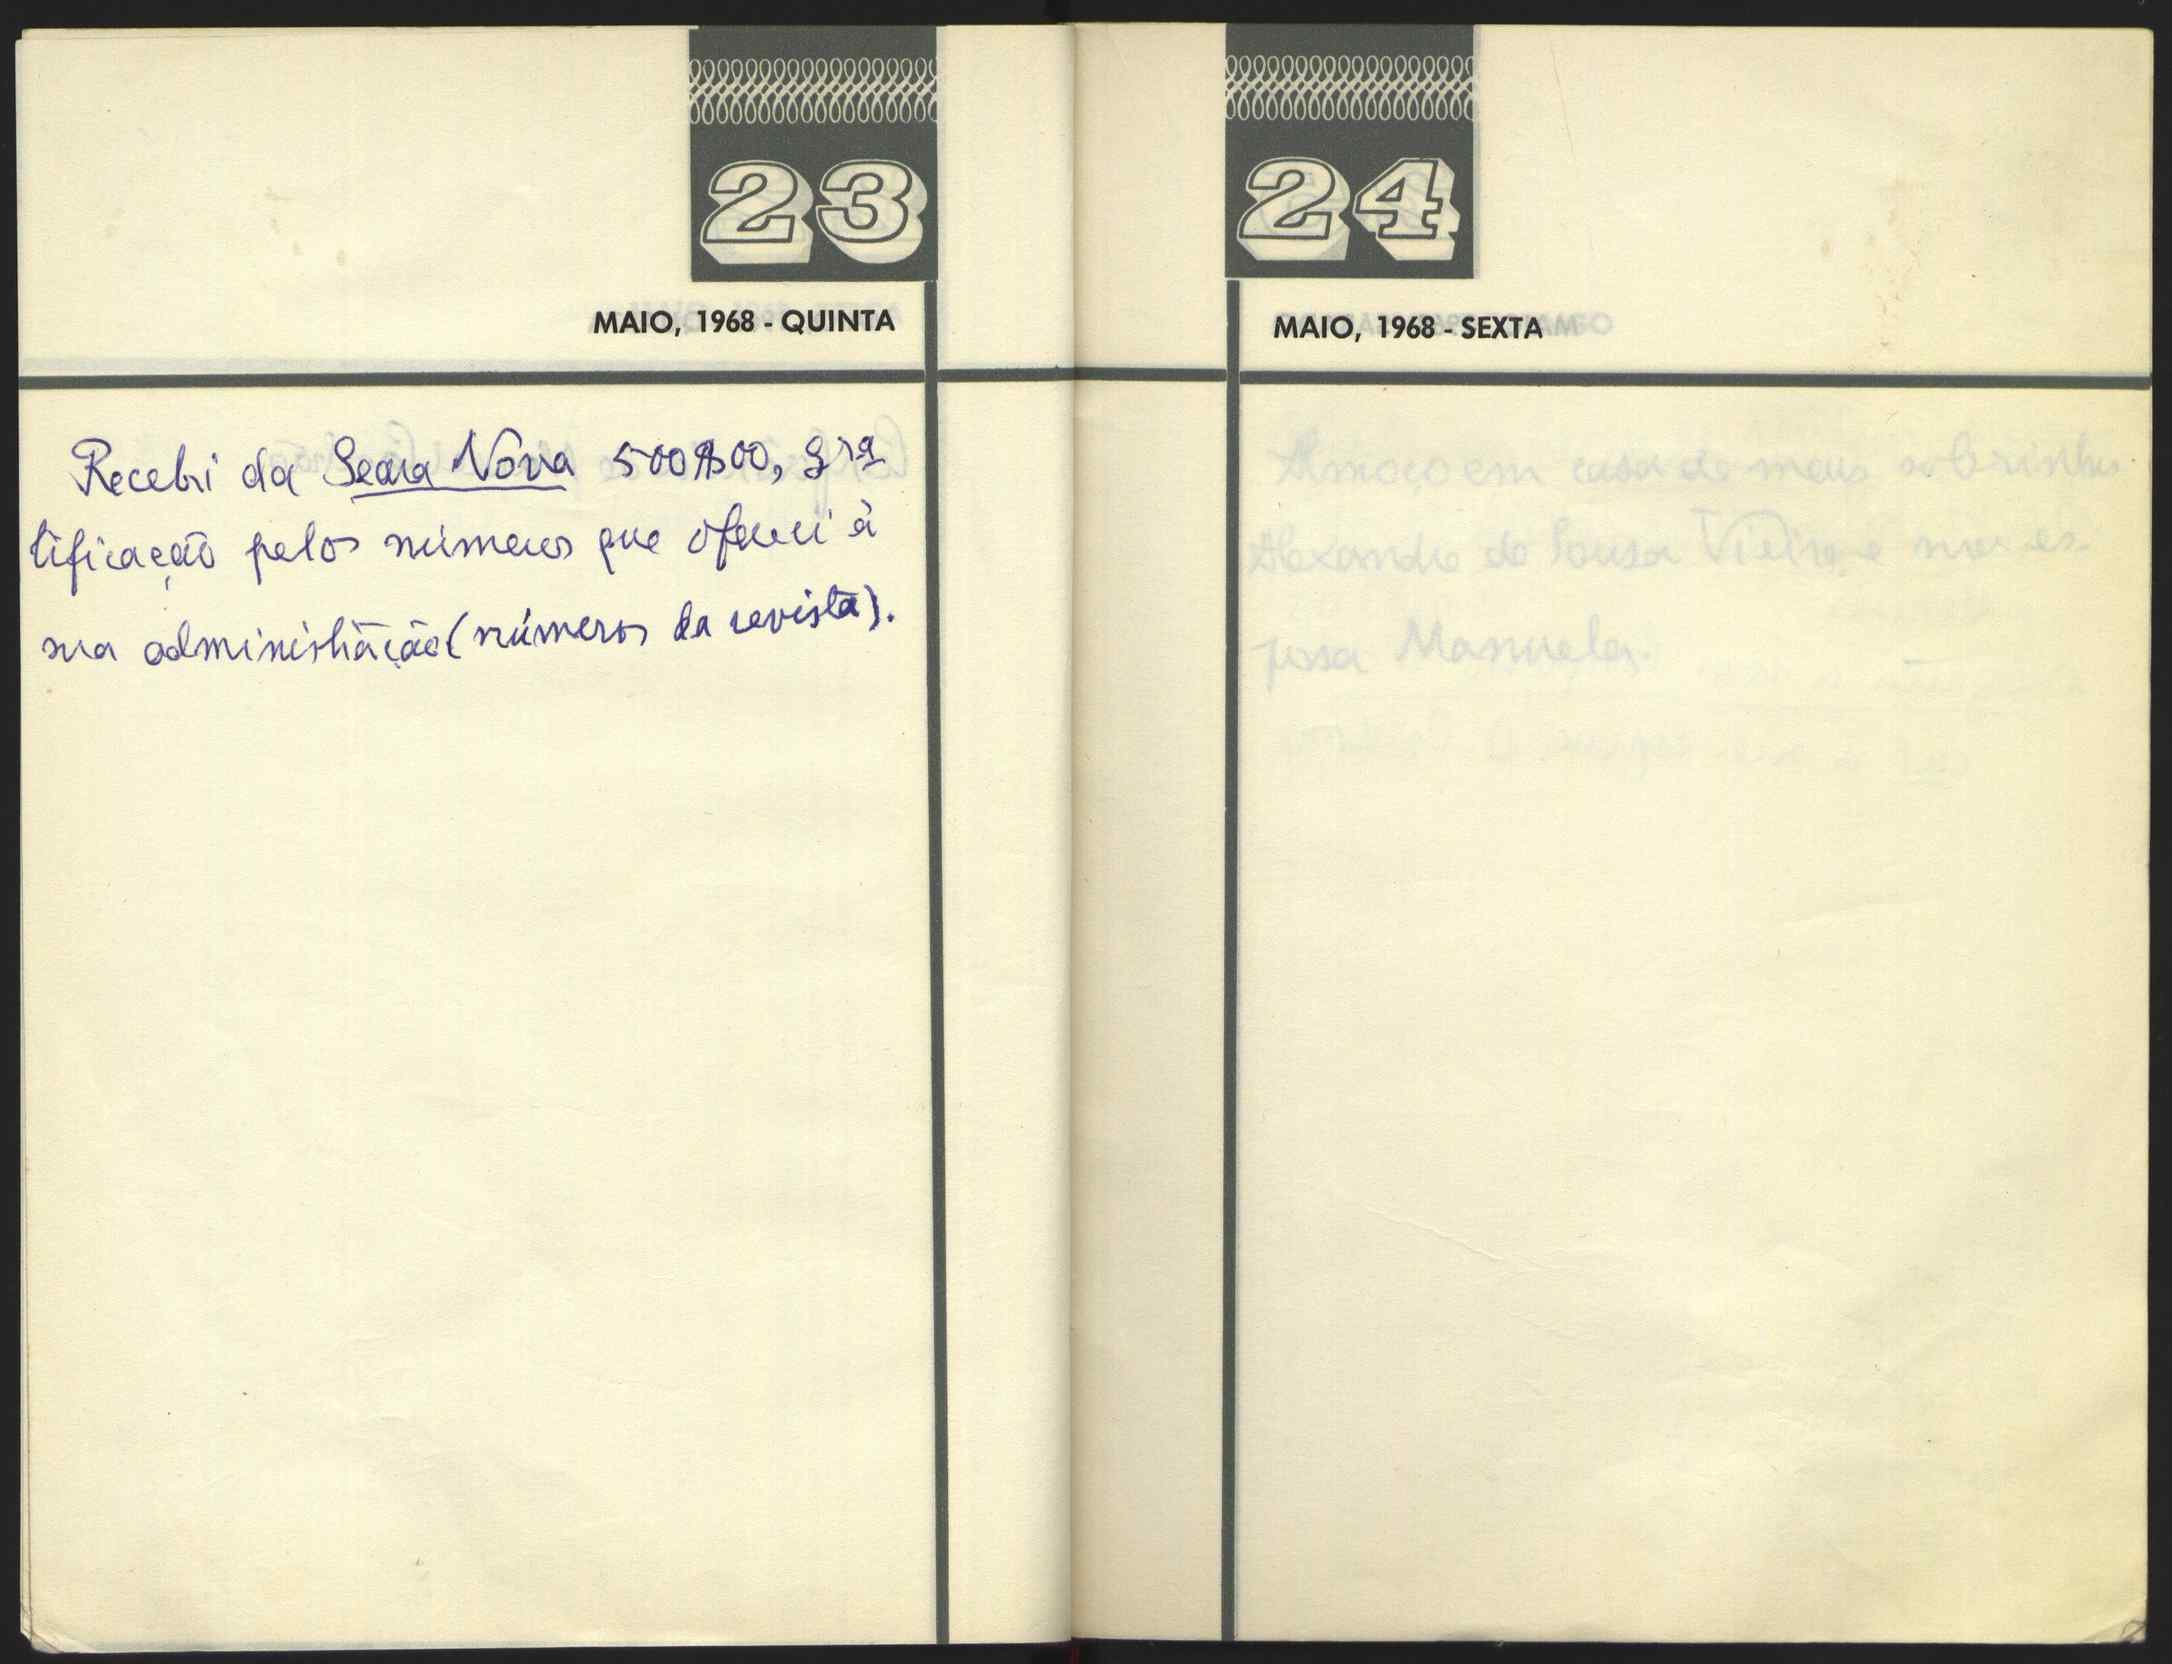 23
MAIO, 1968 - QUINTA
Recebi da Seara Nova 500$00, gra
tificação pelos números que ofereci à
sua administração (números da revista).
24
MAIO, 1968 - SEXTA
Almoço em casa de meus sobrinhos
Alexandre de Sousa Vieira e sua es-
posa Manuela.